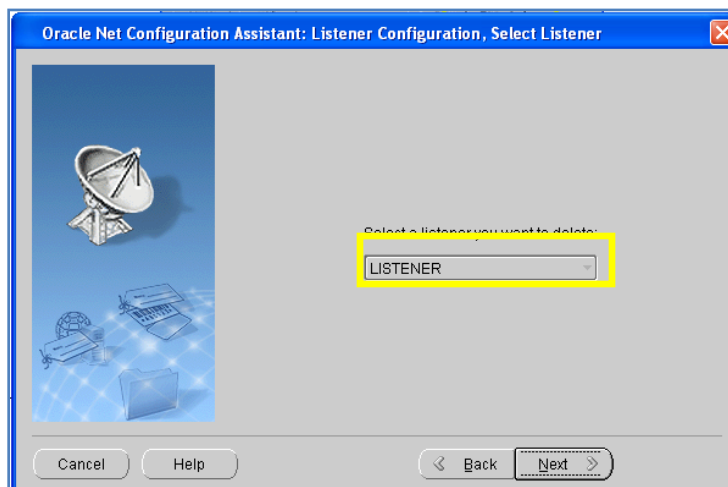 Oracle Net Configuration Assistant: Listener Configuration, Select Listener
Select a listener you want to delete:
LISTENER
Cancel
Help
Back
Next